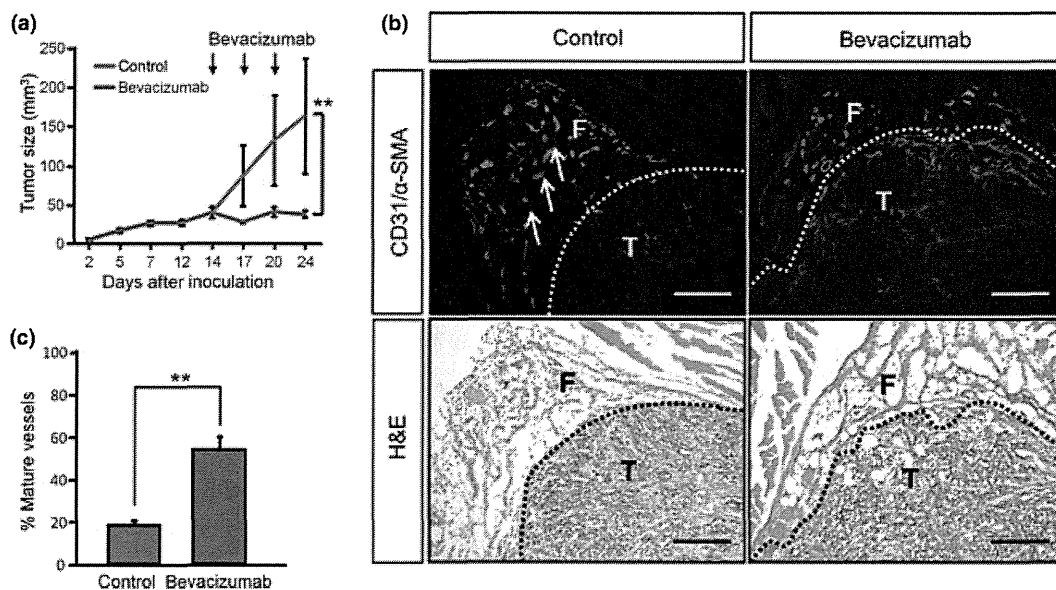 (a)
Bevacizumab
Tumor size (mm³)
250
200
150
100
50
0
Control
Bevacizumab
**
2 5 7 12 14 17 20 24
Days after inoculation
(b)
Control
Bevacizumab
CD31/α-SMA
F
T
F
T
H&E
F
T
F
T
(c)
% Mature vessels
100
80
60
40
20
0
**
Control Bevacizumab